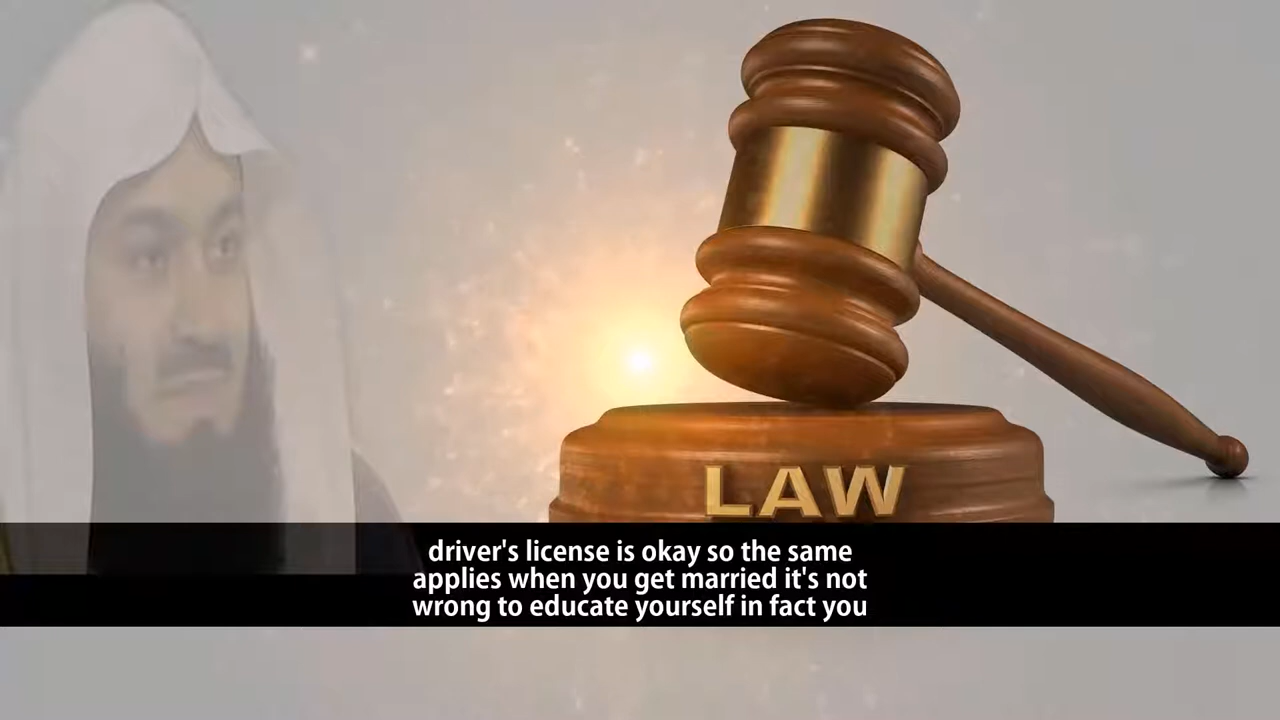 LAW
driver's license is okay so the same
applies when you get married it's not
wrong to educate yourself in fact you